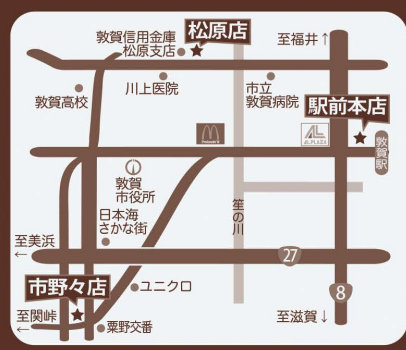 敦賀信用金庫
松原支店
松原店
至福井↑
敦賀高校
川上医院
市立
敦賀病院
駅前本店
M
AL
AL PLAZA
敦賀駅
敦賀
市役所
笙の川
日本海
さかな街
至美浜
←
27
市野々店
ユニクロ
8
至関峠
←
粟野交番
至滋賀↓